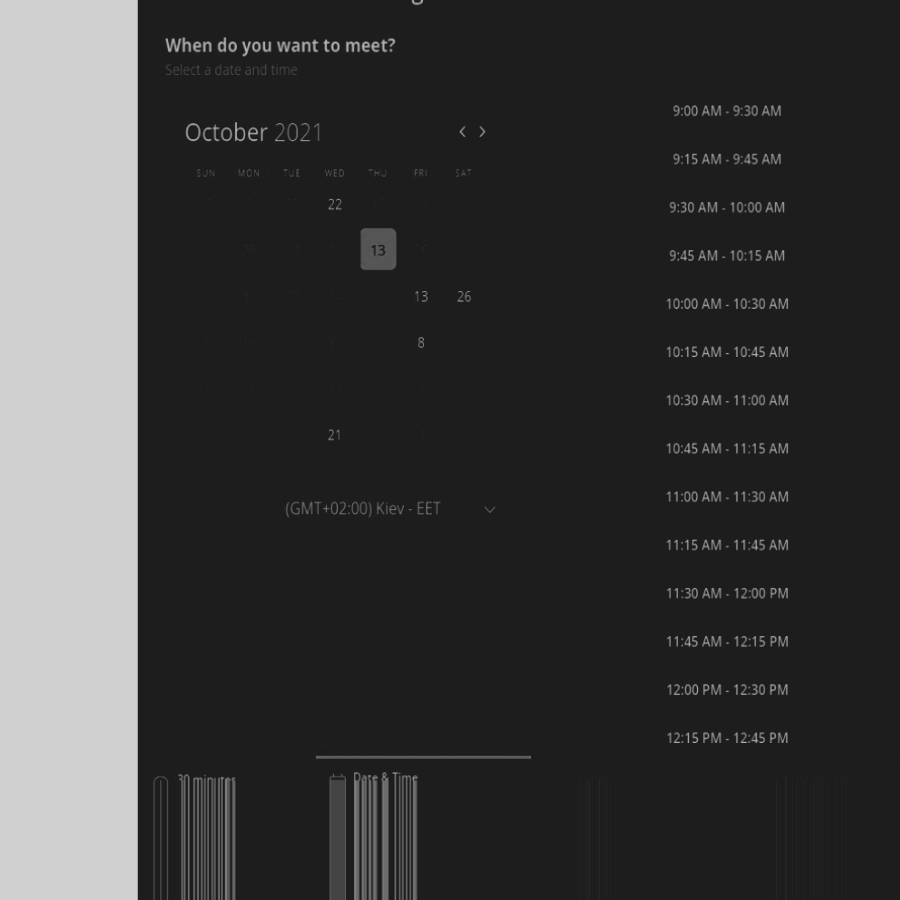 When do you want to meet?
Select a date and time
October 2021
SUN MON TUE WED THU FRI SAT
22
13
13 26
8
21
(GMT+02:00) Kiev - EET
9:00 AM - 9:30 AM
9:15 AM - 9:45 AM
9:30 AM - 10:00 AM
9:45 AM - 10:15 AM
10:00 AM - 10:30 AM
10:15 AM - 10:45 AM
10:30 AM - 11:00 AM
10:45 AM - 11:15 AM
11:00 AM - 11:30 AM
11:15 AM - 11:45 AM
11:30 AM - 12:00 PM
11:45 AM - 12:15 PM
12:00 PM - 12:30 PM
12:15 PM - 12:45 PM
30 minutes
Date & Time